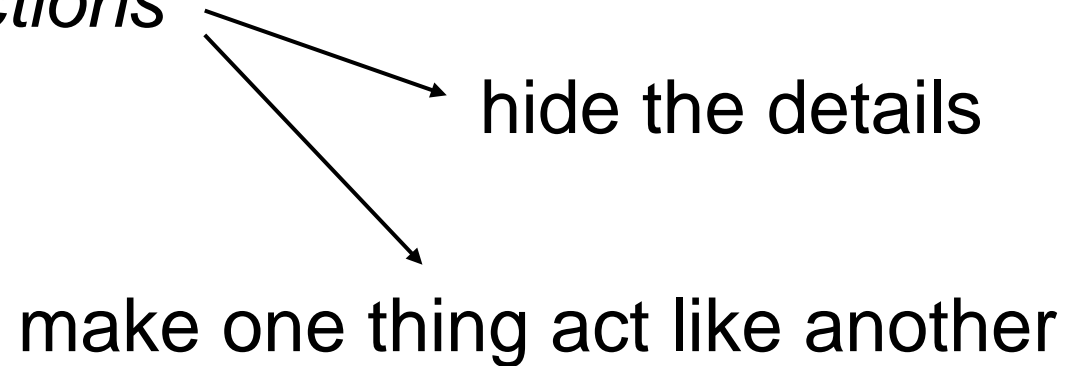 ctions
hide the details
make one thing act like another